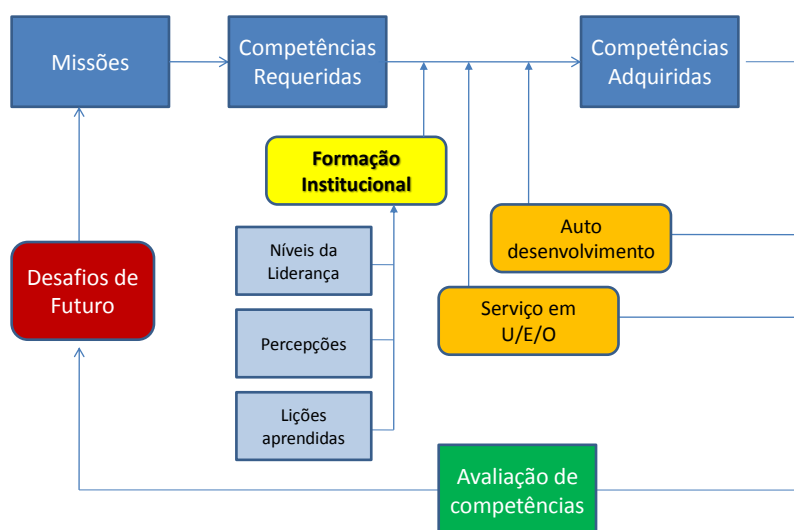 Missões
Competências
Requeridas
Competências
Adquiridas
Formação
Institucional
Níveis da
Liderança
Auto
desenvolvimento
Desafios de
Futuro
Serviço em
U/E/O
Percepções
Lições
aprendidas
Avaliação de
competências